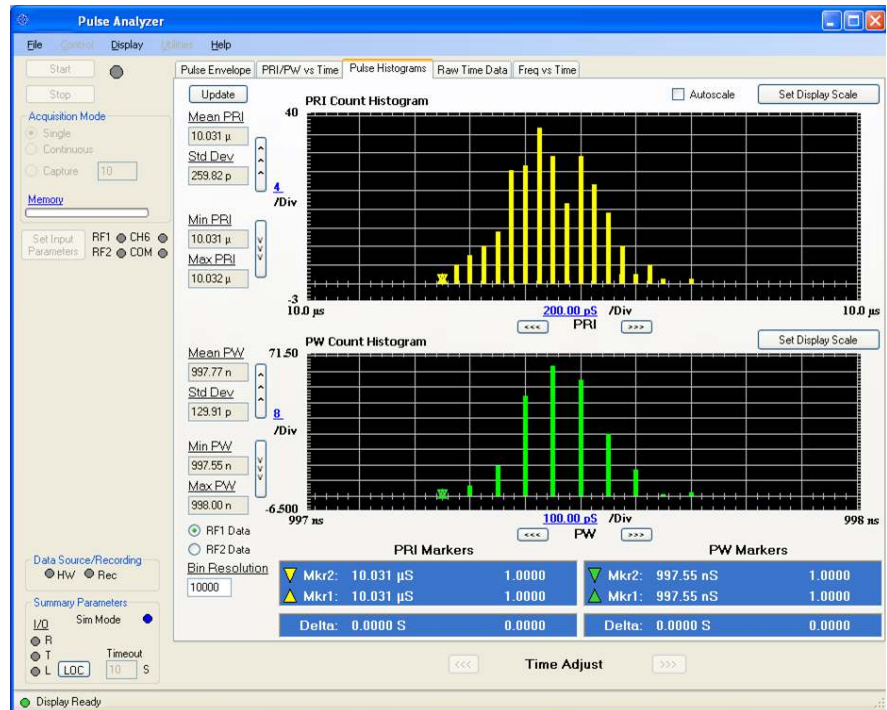 Pulse Analyzer
File Control Display Utilities Help
Start
Stop
Acquisition Mode
Single
Continuous
Capture 10
Memory
Set Input Parameters
RF1 CH6
RF2 COM
Pulse Envelope PRI/PW vs Time Pulse Histograms Raw Time Data Freq vs Time
Update
PRI Count Histogram
Autoscale
Set Display Scale
Mean PRI
10.031 µ
Std Dev
259.82 p
Min PRI
10.031 µ
Max PRI
10.032 µ
40
4
/Div
-3
10.0 µs
200.00 pS /Div
10.0 µs
<<< PRI >>>
PW Count Histogram
Set Display Scale
Mean PW
997.77 n
Std Dev
129.91 p
Min PW
997.55 n
Max PW
998.00 n
71.50
8
/Div
-6.500
997 ns
100.00 pS /Div
998 ns
<<< PW >>>
RF1 Data
RF2 Data
Bin Resolution
10000
PRI Markers
Mkr2: 10.031 µS 1.0000
Mkr1: 10.031 µS 1.0000
Delta: 0.0000 S 0.0000
PW Markers
Mkr2: 997.55 nS 1.0000
Mkr1: 997.55 nS 1.0000
Delta: 0.0000 S 0.0000
<<< Time Adjust >>>
Data Source/Recording
HW Rec
Summary Parameters
I/O Sim Mode
R
T Timeout
L LOC 10 S
Display Ready